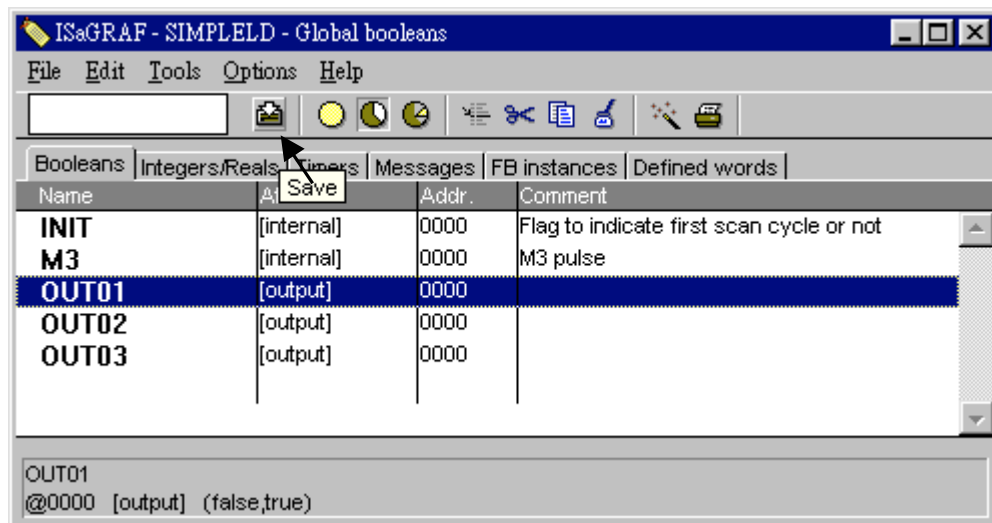 ISaGRAF - SIMPLELD - Global booleans
File Edit Tools Options Help
Booleans Integers/Reals Timers Messages FB instances Defined words
Save
Name Addr. Comment
INIT [internal] 0000 Flag to indicate first scan cycle or not
M3 [internal] 0000 M3 pulse
OUT01 [output] 0000
OUT02 [output] 0000
OUT03 [output] 0000
OUT01
@0000 [output] (false,true)